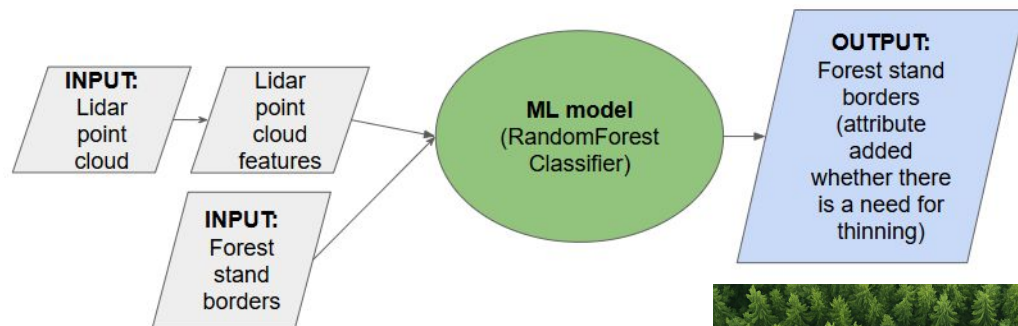 INPUT:
Lidar
point
cloud
Lidar
point
cloud
features
INPUT:
Forest
stand
borders
ML model
(RandomForest
Classifier)
OUTPUT:
Forest stand
borders
(attribute
added
whether there
is a need for
thinning)